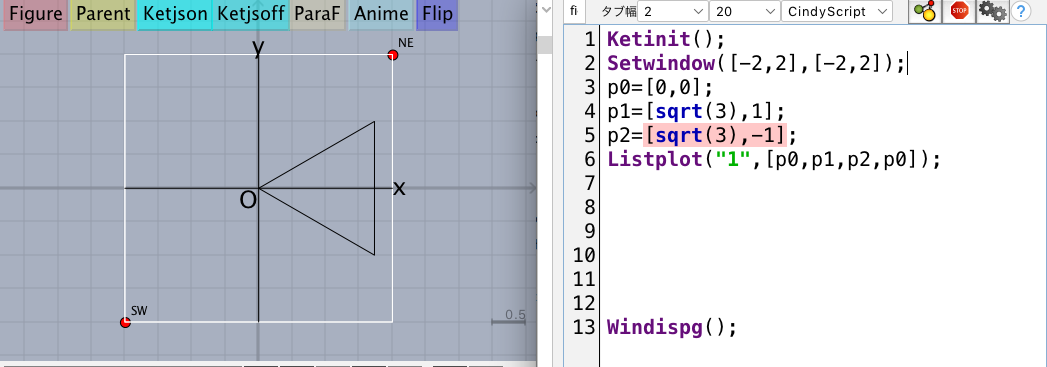 Figure Parent Ketjson Ketjsoff ParaF Anime Flip
y
NE
O
x
SW
0.5
fi タブ幅 2 20 CindyScript ?
1 Ketinit();
2 Setwindow([-2,2],[-2,2]);
3 p0=[0,0];
4 p1=[sqrt(3),1];
5 p2=[sqrt(3),-1];
6 Listplot("1",[p0,p1,p2,p0]);
7
8
9
10
11
12
13 Windispg();